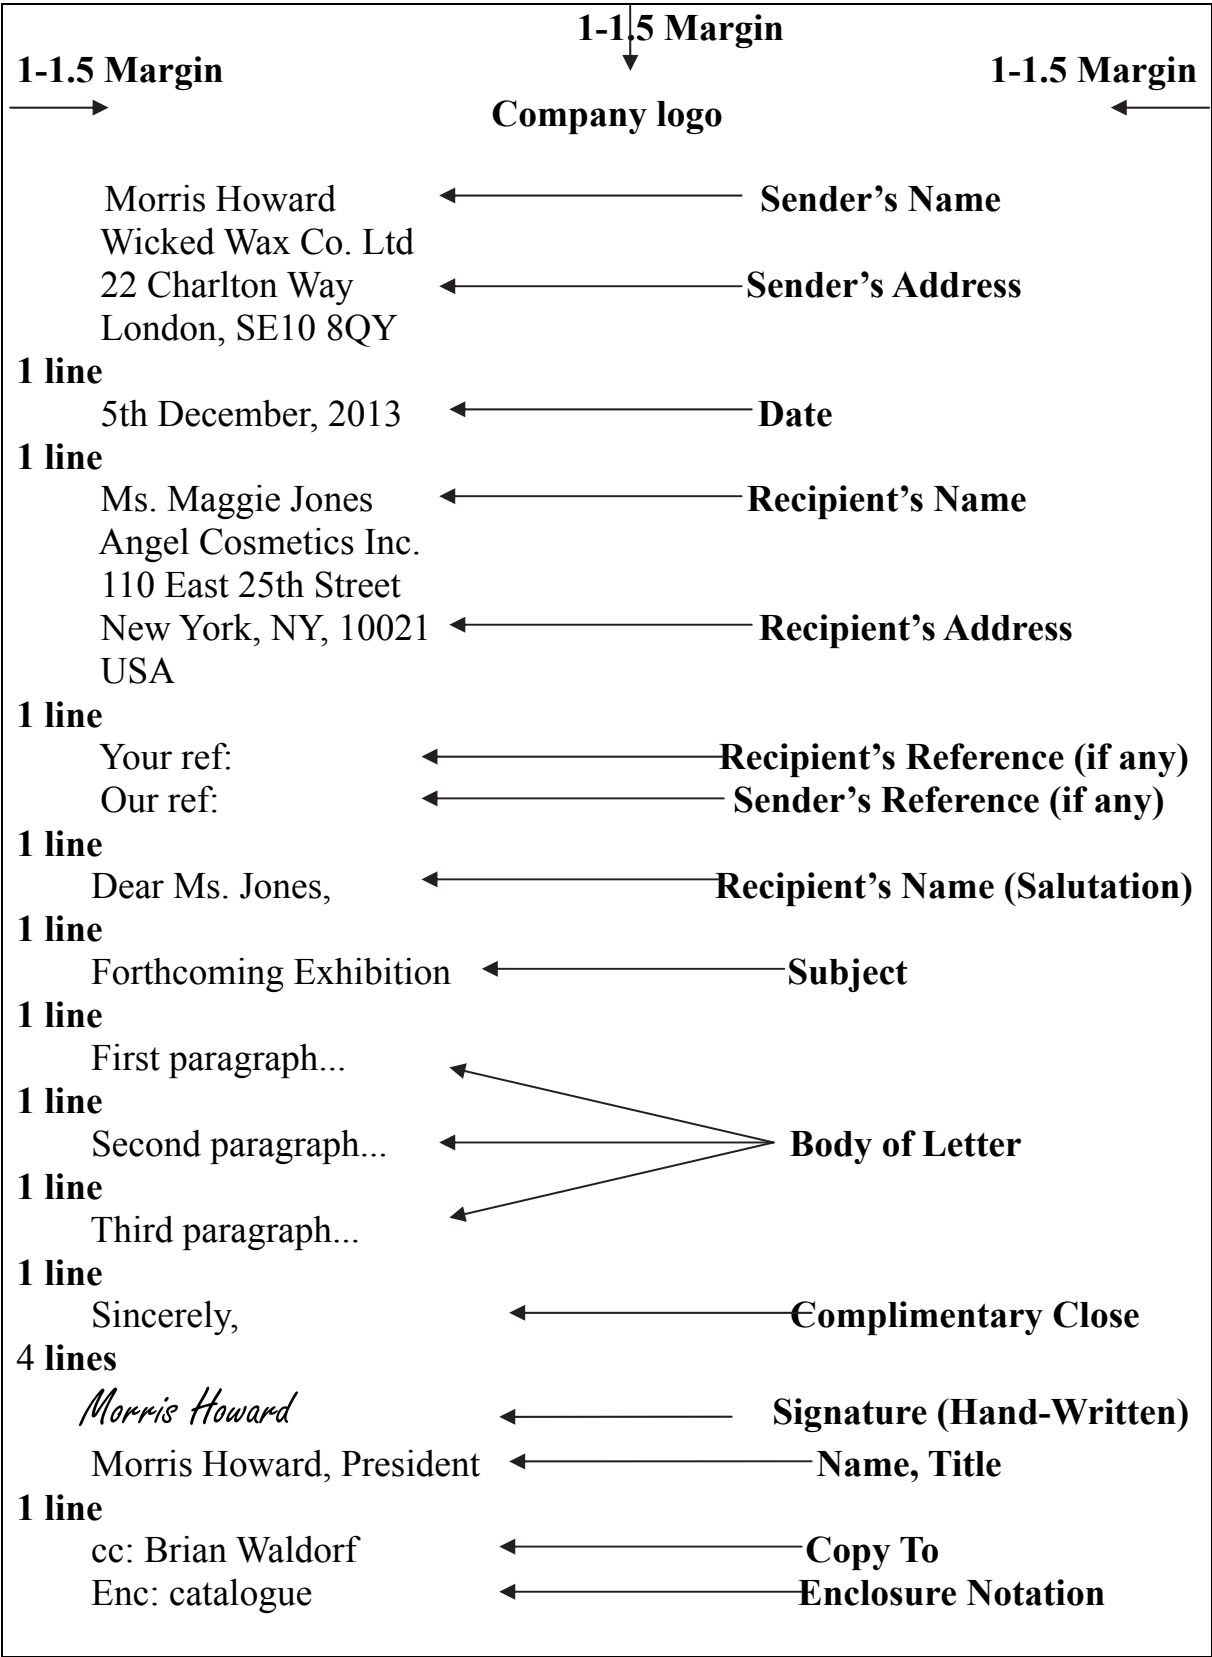 1-1.5 Margin
1-1.5 Margin 1-1.5 Margin
Company logo
Morris Howard Sender’s Name
Wicked Wax Co. Ltd
22 Charlton Way Sender’s Address
London, SE10 8QY
1 line
5th December, 2013 Date
1 line
Ms. Maggie Jones Recipient’s Name
Angel Cosmetics Inc.
110 East 25th Street
New York, NY, 10021 Recipient’s Address
USA
1 line
Your ref: Recipient’s Reference (if any)
Our ref: Sender’s Reference (if any)
1 line
Dear Ms. Jones, Recipient’s Name (Salutation)
1 line
Forthcoming Exhibition Subject
1 line
First paragraph...
1 line
Second paragraph... Body of Letter
1 line
Third paragraph...
1 line
Sincerely, Complimentary Close
4 lines
Morris Howard Signature (Hand-Written)
Morris Howard, President Name, Title
1 line
cc: Brian Waldorf Copy To
Enc: catalogue Enclosure Notation